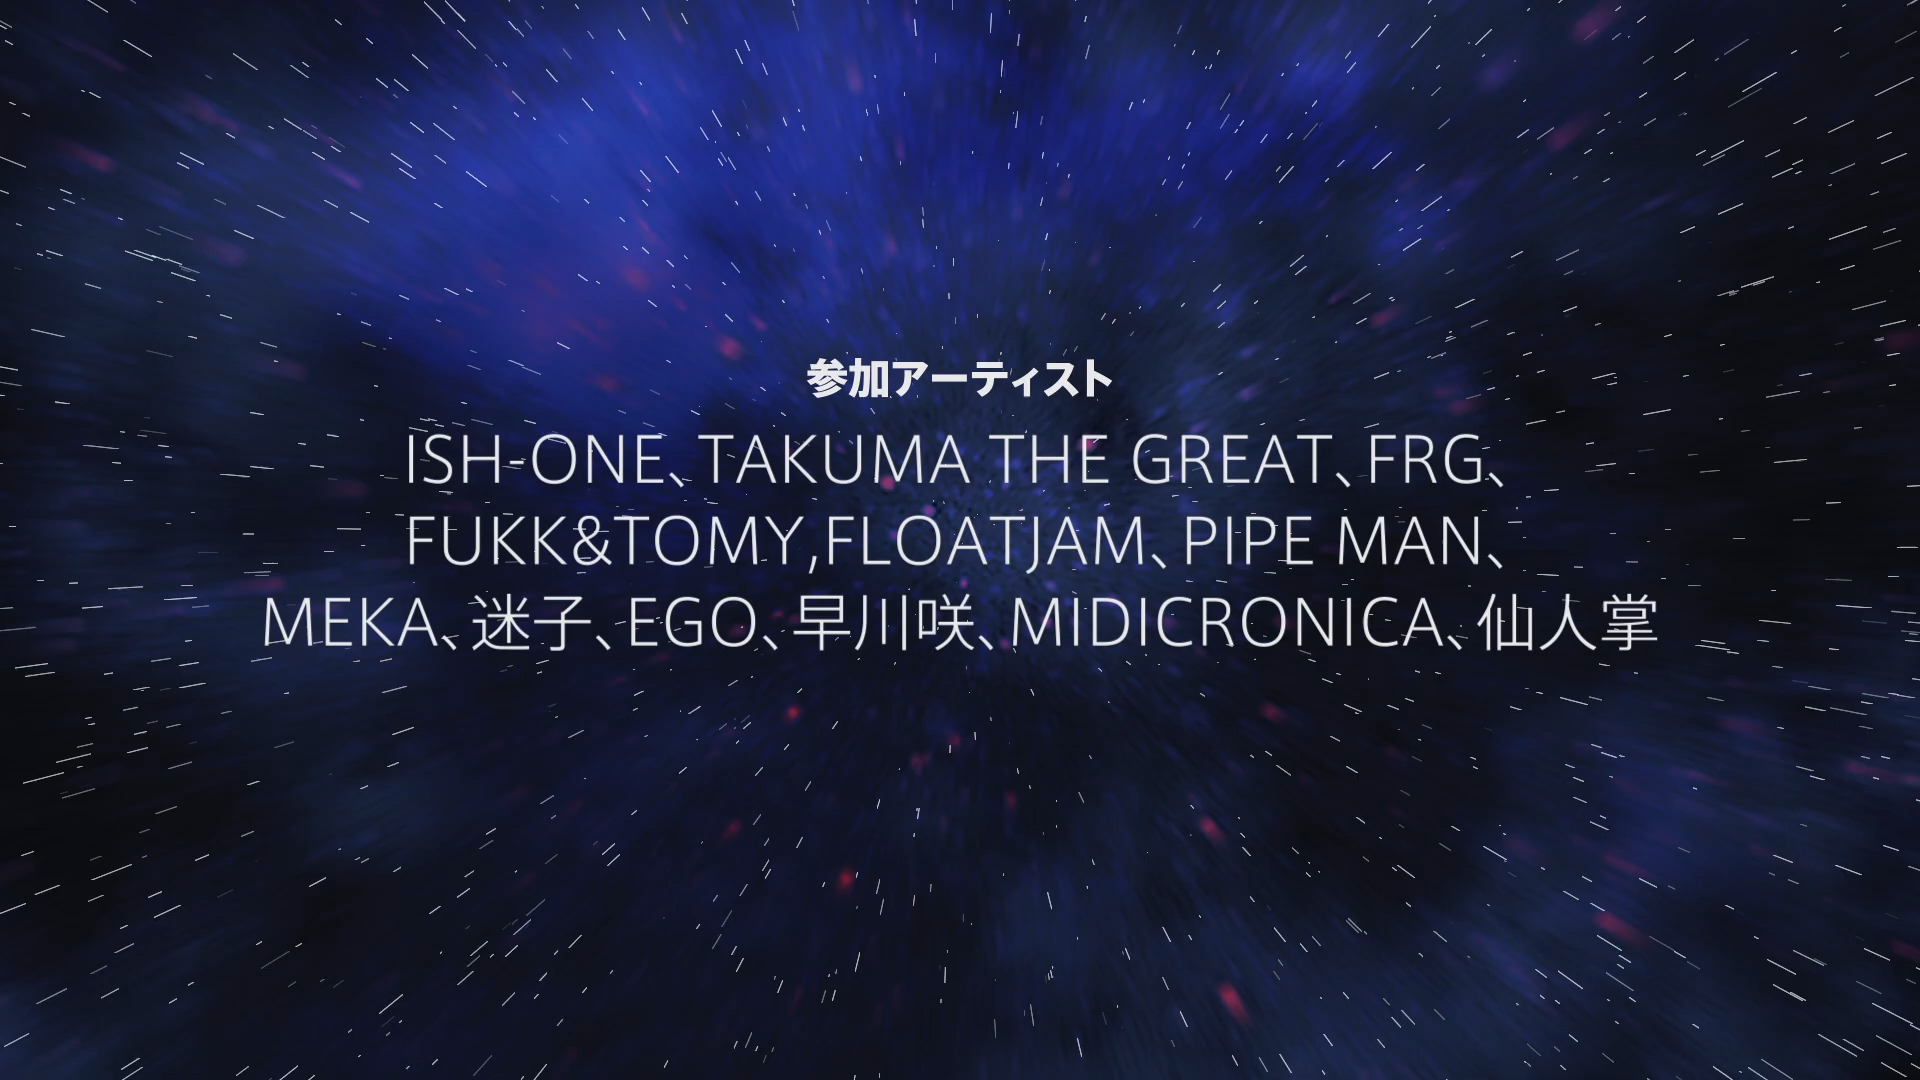 参加アーティスト
ISH-ONE、TAKUMA THE GREAT、FRG、
FUKK&TOMY,FLOATJAM、PIPE MAN、
MEKA、迷子、EGO、早川咲、MIDICRONICA、仙人掌